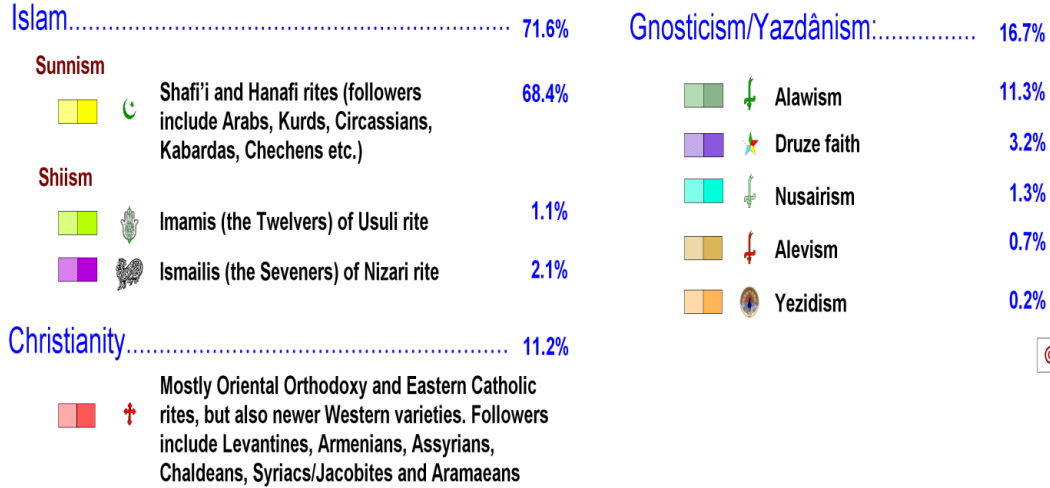 Islam.................................................................. 71.6%
Sunnism
Shafi'i and Hanafi rites (followers 68.4%
include Arabs, Kurds, Circassians,
Kabardas, Chechens etc.)
Shiism
Imamis (the Twelvers) of Usuli rite 1.1%
Ismailis (the Seveners) of Nizari rite 2.1%
Christianity.......................................................... 11.2%
Mostly Oriental Orthodoxy and Eastern Catholic
rites, but also newer Western varieties. Followers
include Levantines, Armenians, Assyrians,
Chaldeans, Syriacs/Jacobites and Aramaeans
Gnosticism/Yazdânism:............... 16.7%
Alawism 11.3%
Druze faith 3.2%
Nusairism 1.3%
Alevism 0.7%
Yezidism 0.2%